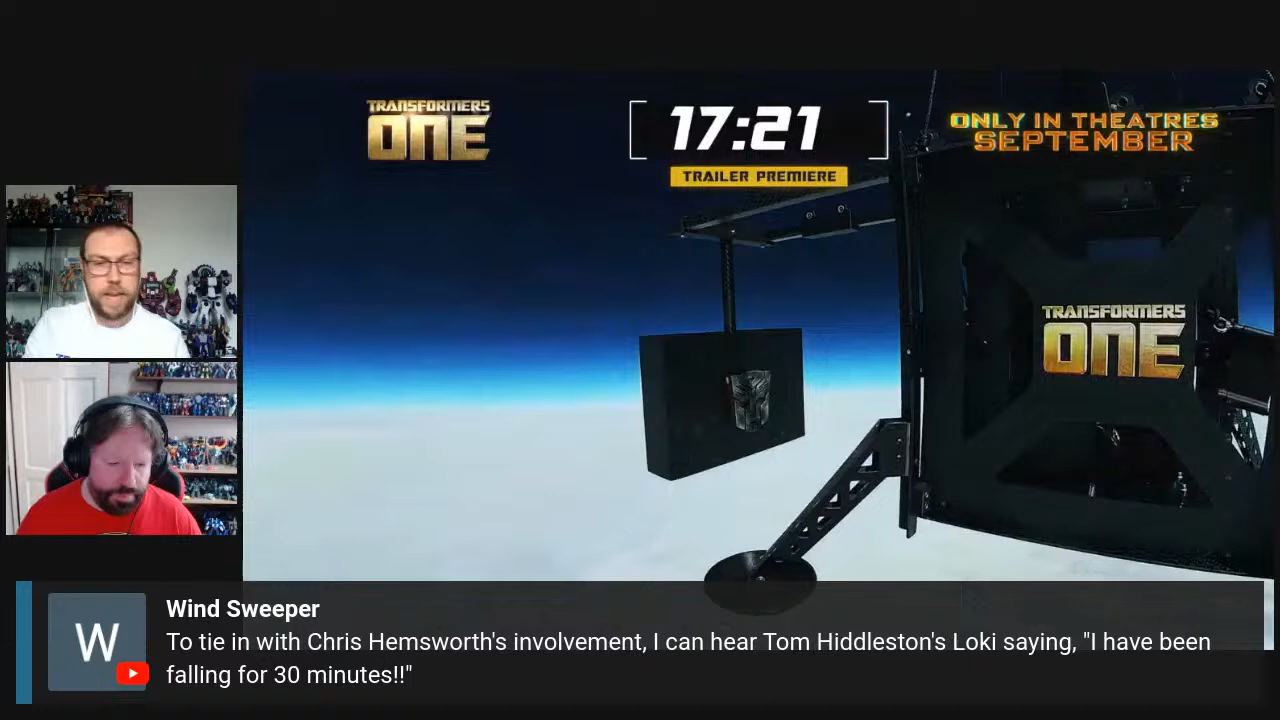 TRANSFORMERS
ONE
17:21
TRAILER PREMIERE
ONLY IN THEATRES
SEPTEMBER
TRANSFORMERS
ONE
W
Wind Sweeper
To tie in with Chris Hemsworth's involvement, I can hear Tom Hiddleston's Loki saying, "I have been
falling for 30 minutes!!"